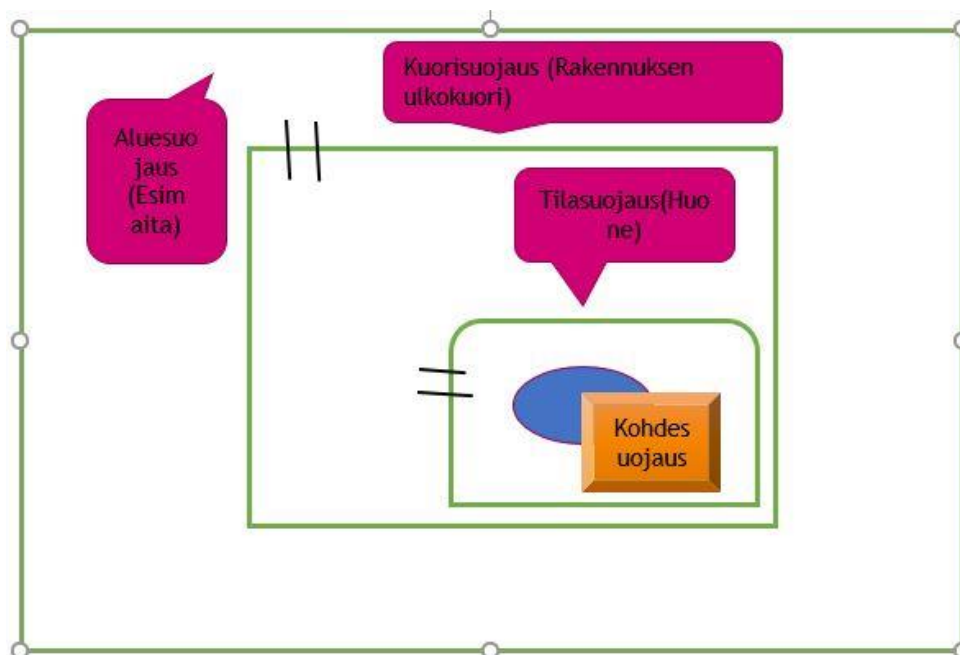 Kuorisuojaus (Rakennuksen
ulkokuori)
Aluesuo
jaus
(Esim
aita)
Tilasuojaus(Huo
ne)
Kohdes
uojaus